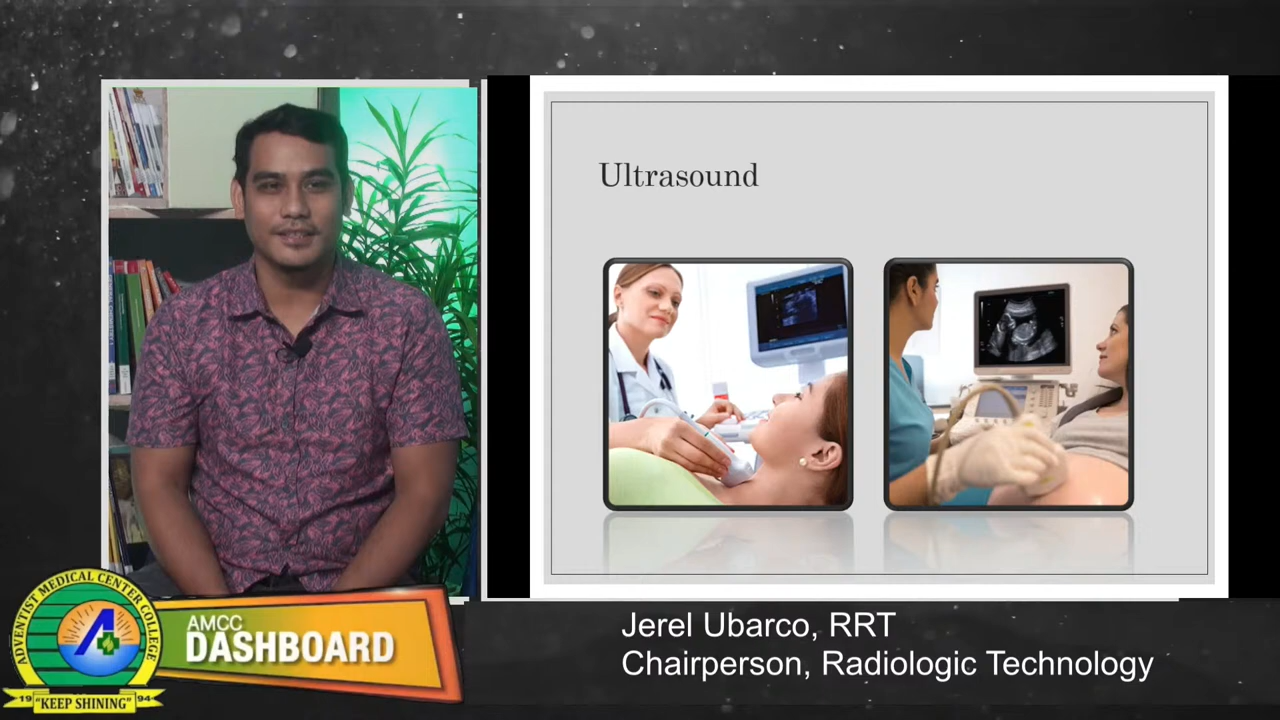 Ultrasound
ADVENTIST MEDICAL CENTER COLLEGE
19 "KEEP SHINING" 94
AMCC
DASHBOARD
Jerel Ubarco, RRT
Chairperson, Radiologic Technology